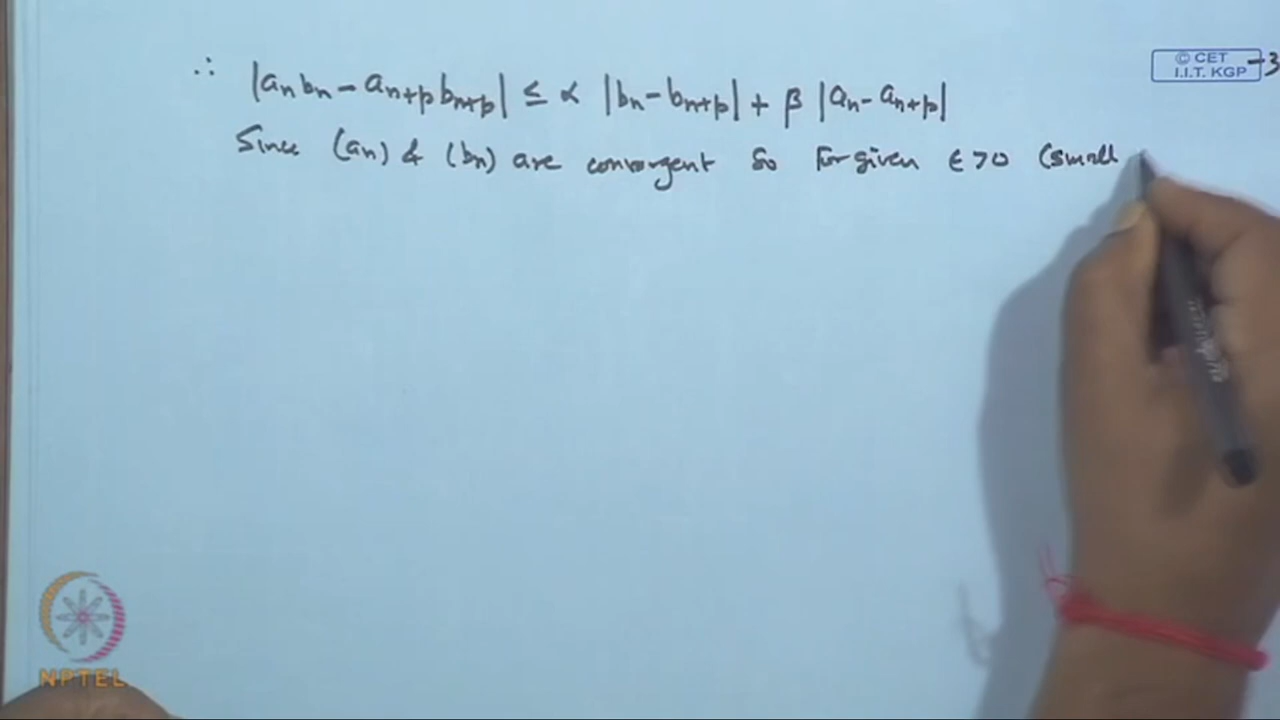 © CET
I.I.T. KGP -3
∴ |aₙbₙ - aₙ₊ₚbₙ₊ₚ| ≤ α |bₙ - bₙ₊ₚ| + β |aₙ - aₙ₊ₚ|
Since (aₙ) & (bₙ) are convergent So For given ε > 0 (small
NPTEL